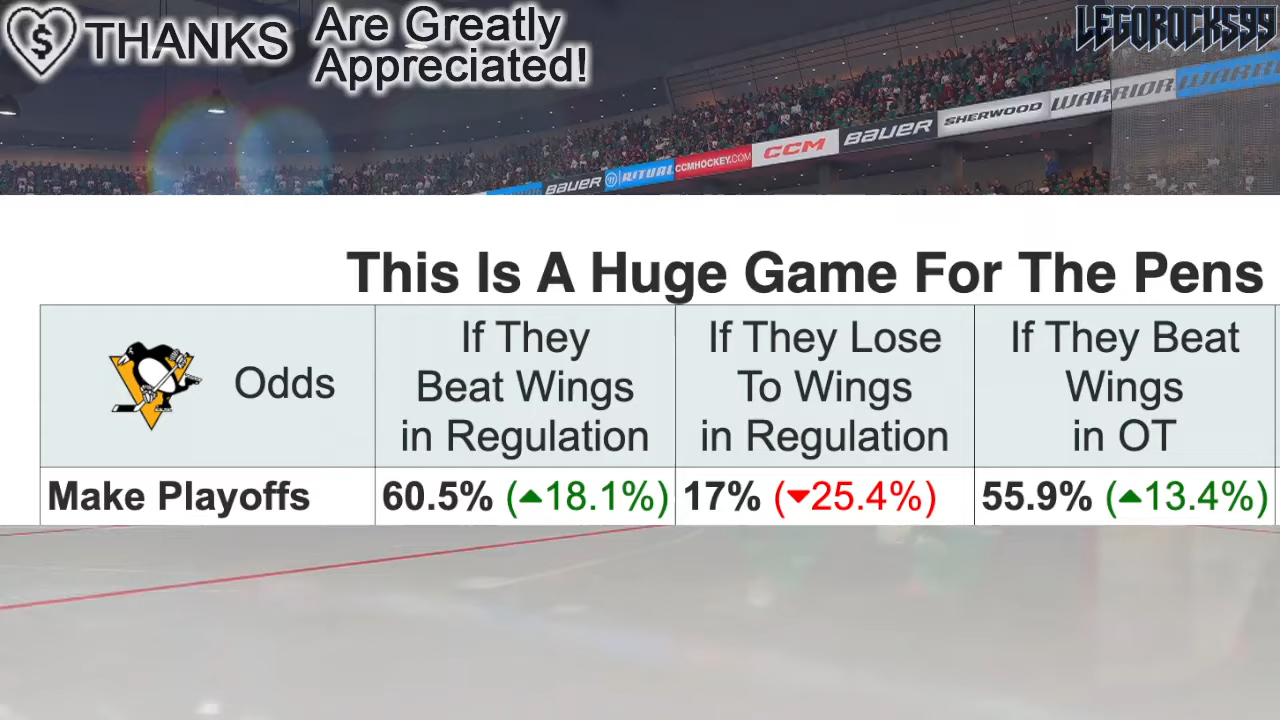 THANKS
Are Greatly
Appreciated!
LEGOROCKS99
BAUER
RITUAL
CCMHOCKEY.COM
CCM
BAUER
SHERWOOD
WARRIOR
WARRI
This Is A Huge Game For The Pens
Odds
If They
Beat Wings
in Regulation
If They Lose
To Wings
in Regulation
If They Beat
Wings
in OT
Make Playoffs
60.5% (▲18.1%)
17% (▼25.4%)
55.9% (▲13.4%)